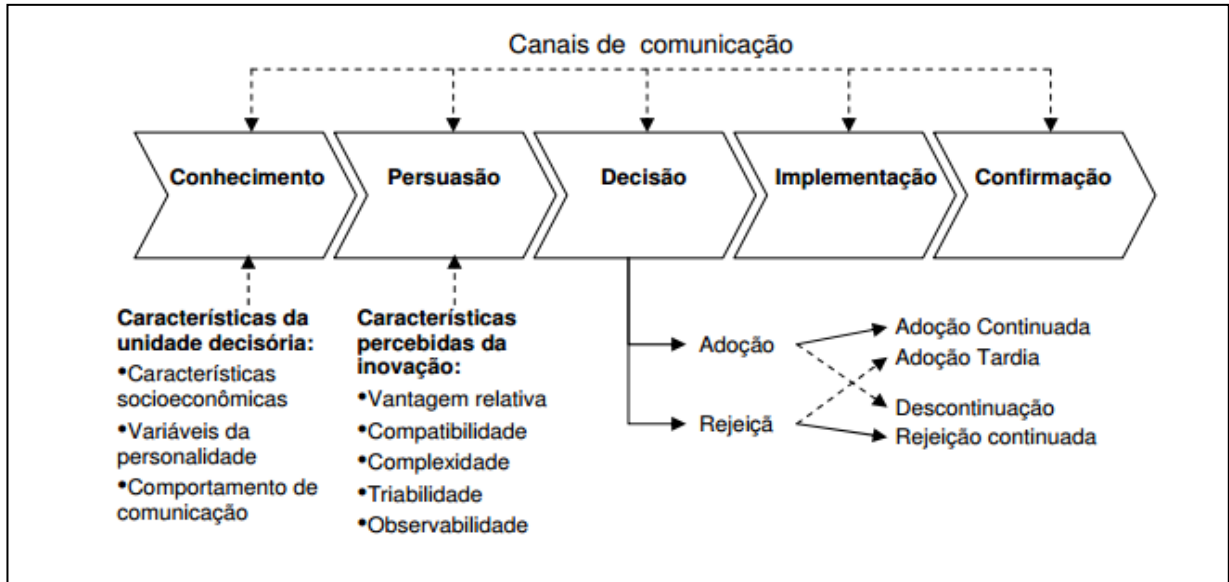 Canais de comunicação
Conhecimento
Persuasão
Decisão
Implementação
Confirmação
Características da
unidade decisória:
•Características
socioeconômicas
•Variáveis da
personalidade
•Comportamento de
comunicação
Características
percebidas da
inovação:
•Vantagem relativa
•Compatibilidade
•Complexidade
•Triabilidade
•Observabilidade
Adoção
Rejeiçã
Adoção Continuada
Adoção Tardia
Descontinuação
Rejeição continuada